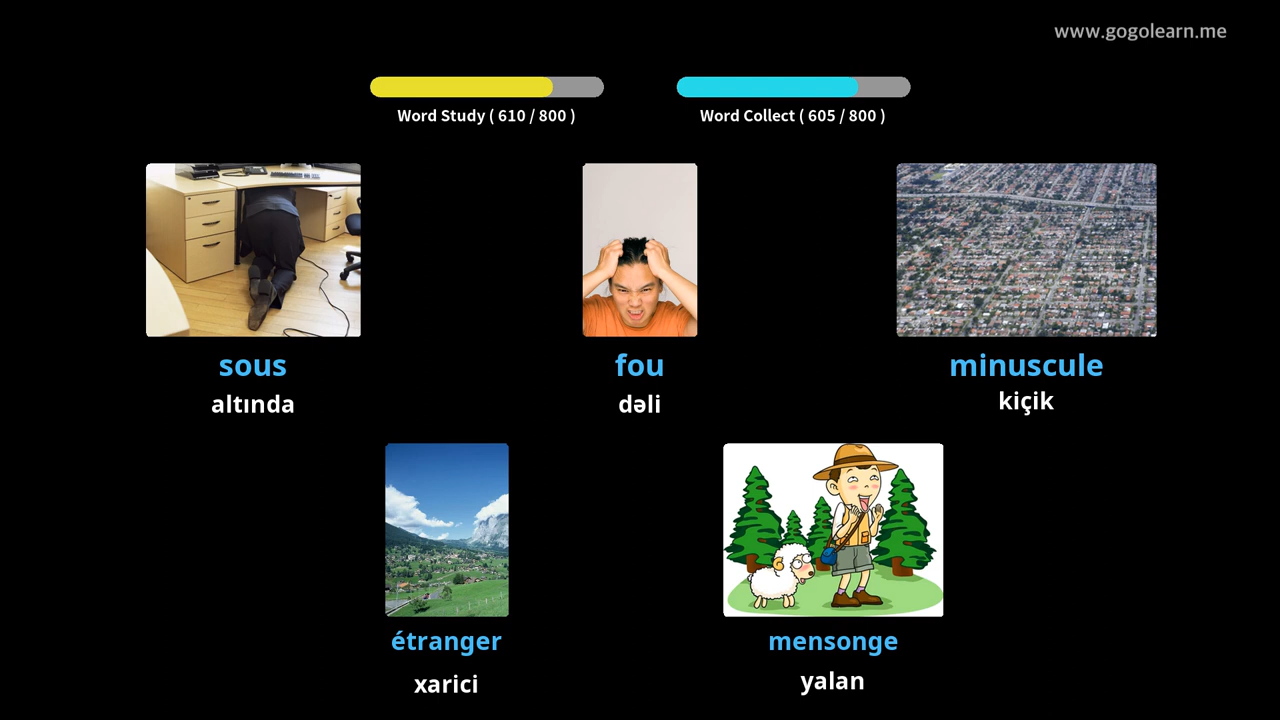 www.gogolearn.me
Word Study ( 610 / 800 )
Word Collect ( 605 / 800 )
sous
fou
minuscule
altında
dəli
kiçik
étranger
mensonge
xarici
yalan